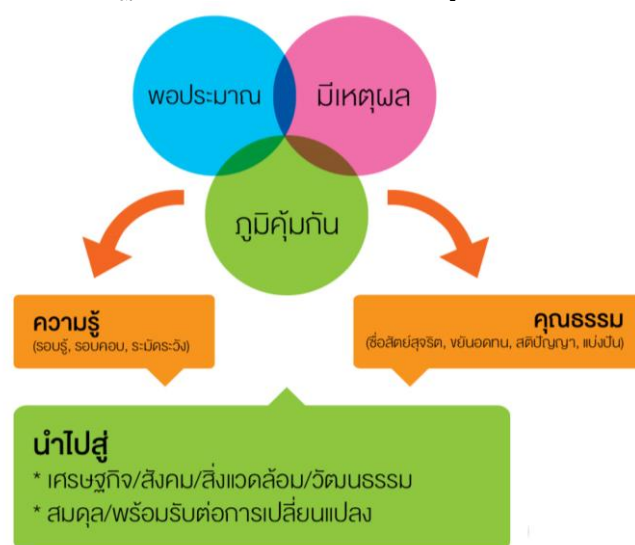 พอประมาณ
มีเหตุผล
ภูมิคุ้มกัน
ความรู้
(รอบรู้, รอบคอบ, ระมัดระวัง)
คุณธรรม
(ซื่อสัตย์สุจริต, ขยันอดทน, สติปัญญา, แบ่งปัน)
นำไปสู่
* เศรษฐกิจ/สังคม/สิ่งแวดล้อม/วัฒนธรรม
* สมดุล/พร้อมรับต่อการเปลี่ยนแปลง